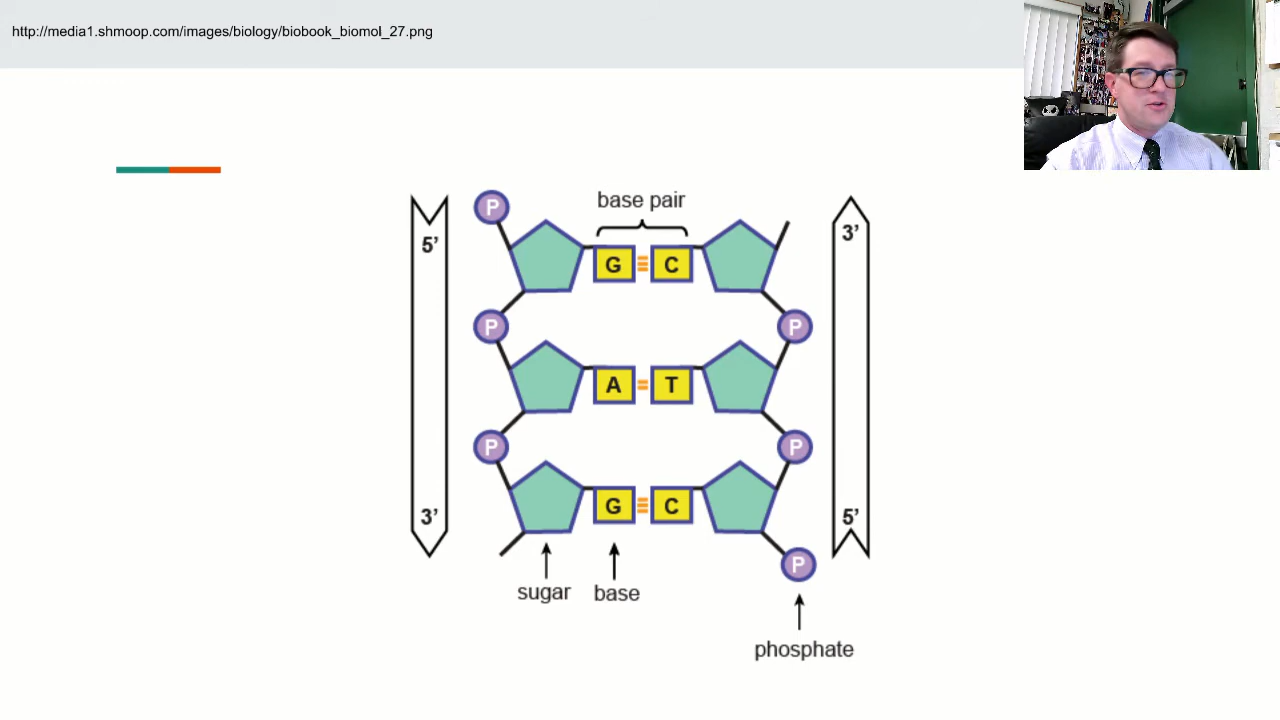 http://media1.shmoop.com/images/biology/biobook_biomol_27.png
base pair
P
5’
3’
G C
P
P
A T
P
P
G C
3’
5’
P
sugar
base
phosphate